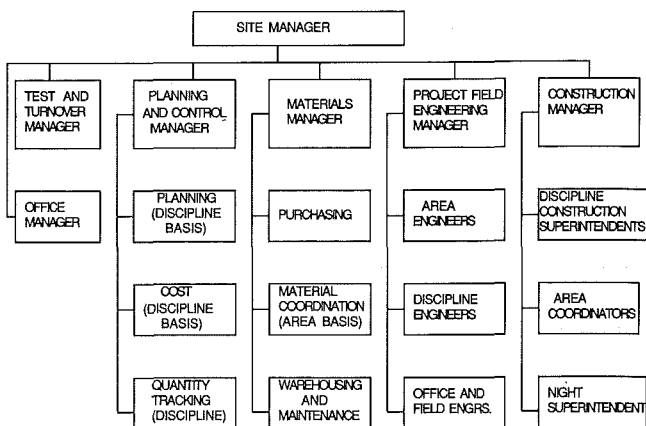 SITE MANAGER
TEST AND
TURNOVER
MANAGER
PLANNING
AND CONTROL
MANAGER
MATERIALS
MANAGER
PROJECT FIELD
ENGINEERING
MANAGER
CONSTRUCTION
MANAGER
OFFICE
MANAGER
PLANNING
(DISCIPLINE
BASIS)
PURCHASING
AREA
ENGINEERS
DISCIPLINE
CONSTRUCTION
SUPERINTENDENTS
COST
(DISCIPLINE
BASIS)
MATERIAL
COORDINATION
(AREA BASIS)
DISCIPLINE
ENGINEERS
AREA
COORDINATORS
QUANTITY
TRACKING
(DISCIPLINE)
WAREHOUSING
AND
MAINTENANCE
OFFICE AND
FIELD ENGRS.
NIGHT
SUPERINTENDENT